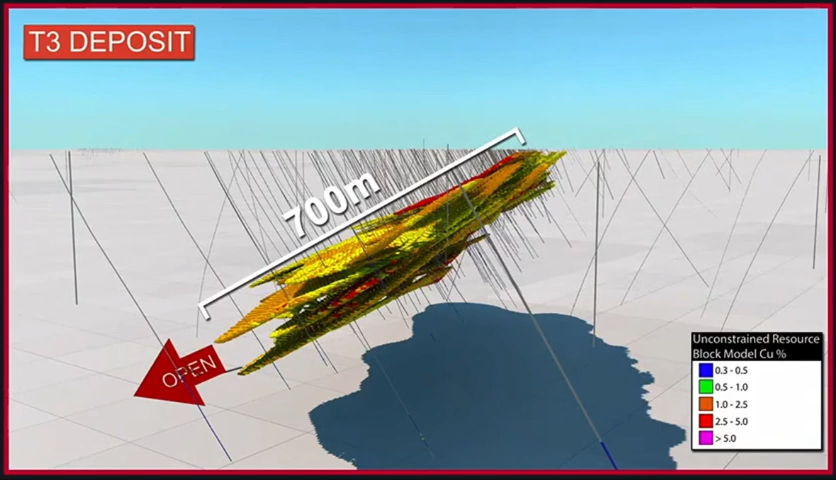 T3 DEPOSIT
700m
OPEN
Unconstrained Resource
Block Model Cu %
0.3 - 0.5
0.5 - 1.0
1.0 - 2.5
2.5 - 5.0
> 5.0